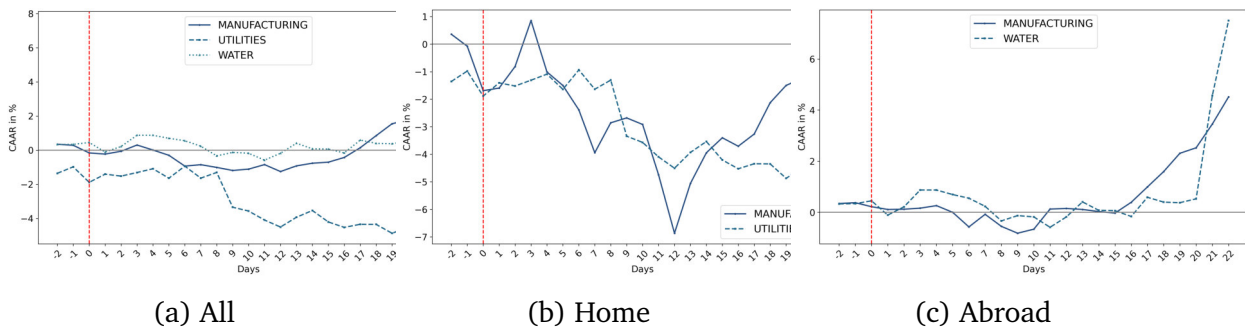 8
6
4
2
0
−2
−4
CAAR in %
MANUFACTURING
UTILITIES
WATER
-2 -1 0 1 2 3 4 5 6 7 8 9 10 11 12 13 14 15 16 17 18 19
Days
(a) All
1
0
−1
−2
−3
−4
−5
−6
−7
CAAR in %
MANUFA
UTILITIE
-2 -1 0 1 2 3 4 5 6 7 8 9 10 11 12 13 14 15 16 17 18 19
Days
(b) Home
6
4
2
0
CAAR in %
MANUFACTURING
WATER
-2 -1 0 1 2 3 4 5 6 7 8 9 10 11 12 13 14 15 16 17 18 19 20 21 22
Days
(c) Abroad